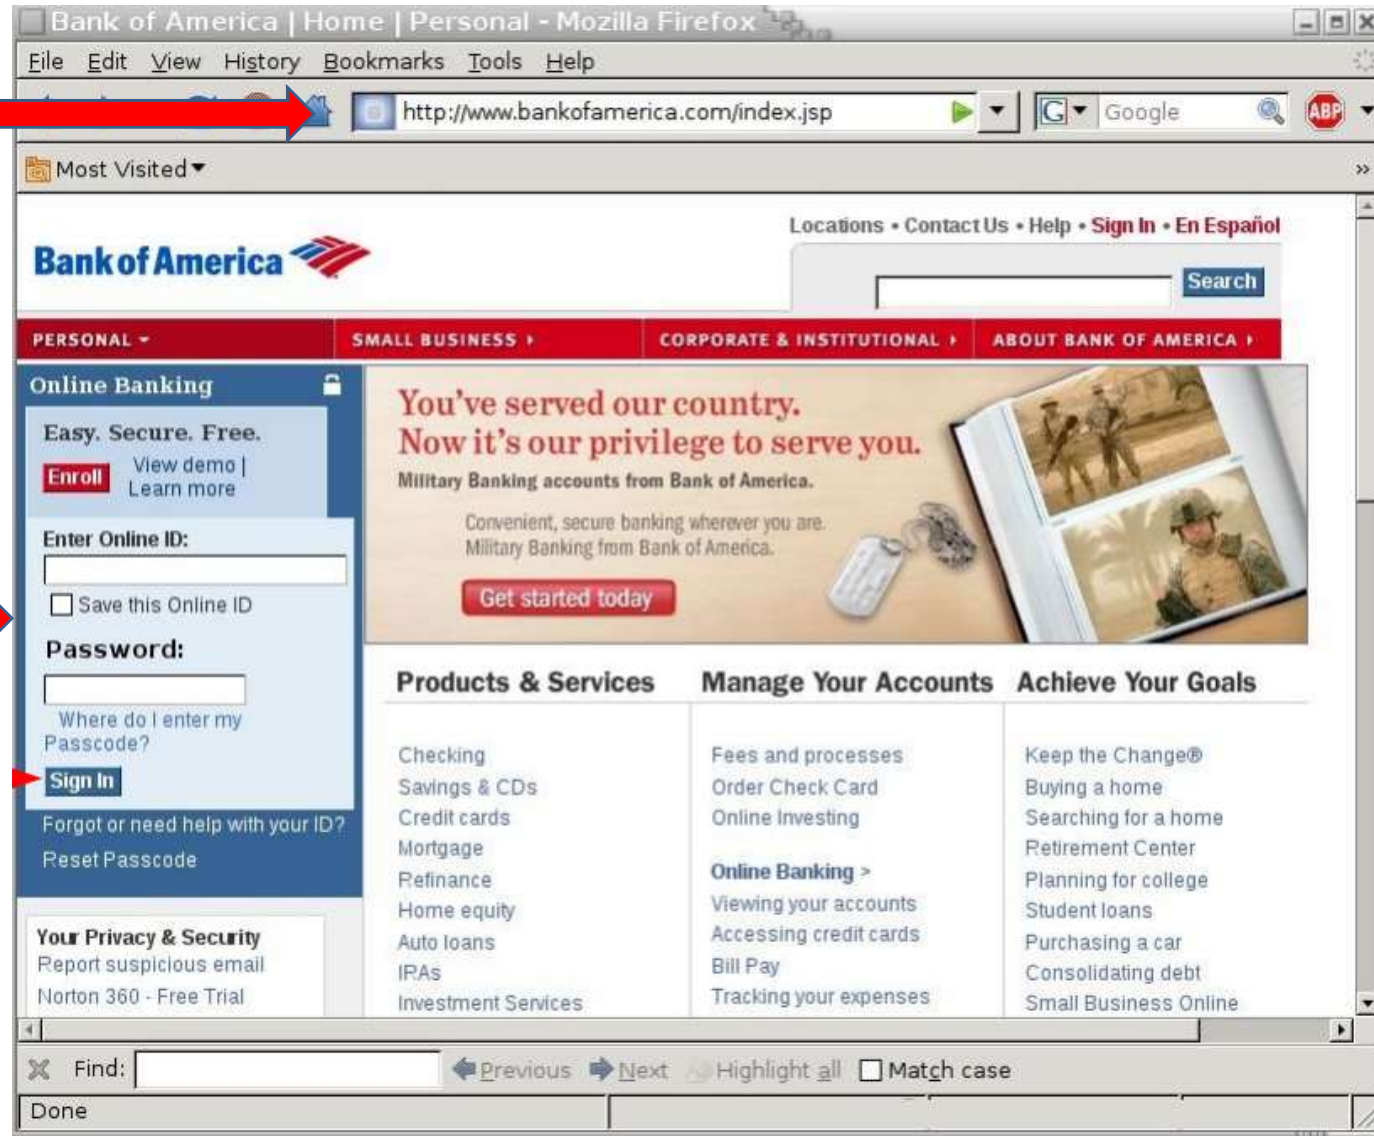 Bank of America | Home | Personal - Mozilla Firefox
File Edit View History Bookmarks Tools Help
http://www.bankofamerica.com/index.jsp
G Google ABP
Most Visited
Locations • Contact Us • Help • Sign In • En Español
Bank of America
Search
PERSONAL SMALL BUSINESS CORPORATE & INSTITUTIONAL ABOUT BANK OF AMERICA
Online Banking
Easy. Secure. Free.
Enroll View demo |
Learn more
Enter Online ID:
Save this Online ID
Password:
Where do I enter my
Passcode?
Sign In
Forgot or need help with your ID?
Reset Passcode
Your Privacy & Security
Report suspicious email
Norton 360 - Free Trial
You've served our country.
Now it's our privilege to serve you.
Military Banking accounts from Bank of America.
Convenient, secure banking wherever you are.
Military Banking from Bank of America.
Get started today
Products & Services
Checking
Savings & CDs
Credit cards
Mortgage
Refinance
Home equity
Auto loans
IRAs
Investment Services
Manage Your Accounts
Fees and processes
Order Check Card
Online Investing
Online Banking >
Viewing your accounts
Accessing credit cards
Bill Pay
Tracking your expenses
Achieve Your Goals
Keep the Change®
Buying a home
Searching for a home
Retirement Center
Planning for college
Student loans
Purchasing a car
Consolidating debt
Small Business Online
Find: Previous Next Highlight all Match case
Done